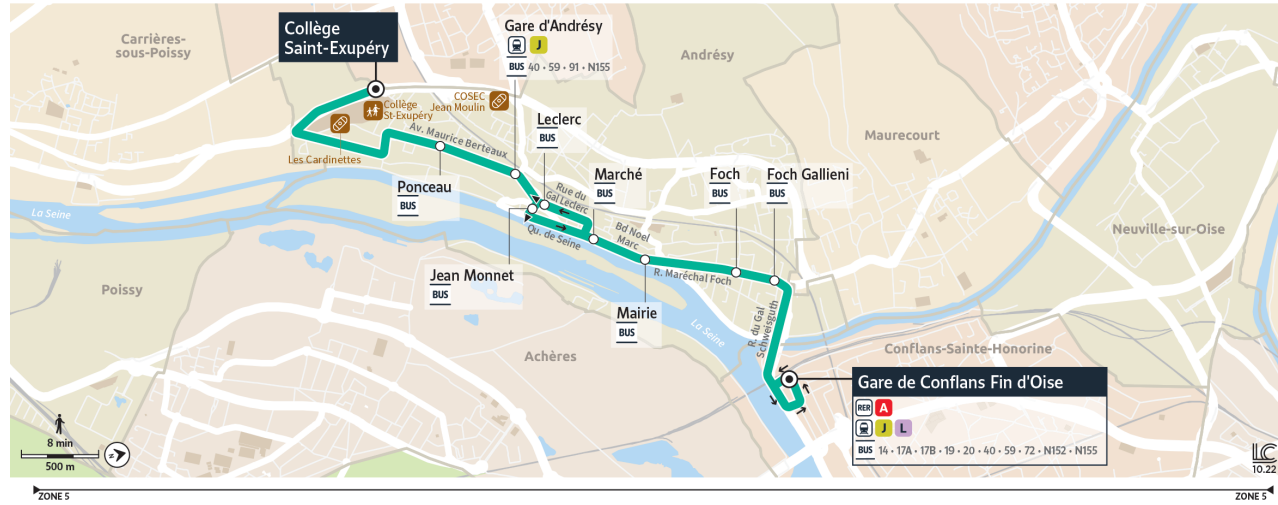 Collège
Saint-Exupéry
Gare d'Andrésy
J
BUS 40 • 59 • 91 • N155
Carrières-
sous-Poissy
Andrésy
COSEC
Jean Moulin
Collège
St-Exupéry
Les Cardinettes
Av. Maurice Berteaux
Leclerc
BUS
Maurecourt
Ponceau
BUS
Rue du
Gal Leclerc
Marché
BUS
Foch
BUS
Foch Gallieni
BUS
La Seine
Qu. de Seine
Bd Noel
Marc
Neuville-sur-Oise
Jean Monnet
BUS
R. Maréchal Foch
Poissy
Mairie
BUS
La Seine
R. du Gal
Schweisguth
Achères
Conflans-Sainte-Honorine
Gare de Conflans Fin d'Oise
RER A
J L
BUS 14 • 17A • 17B • 19 • 20 • 40 • 59 • 72 • N152 • N155
8 min
500 m
N
LC
10.22
ZONE 5
ZONE 5